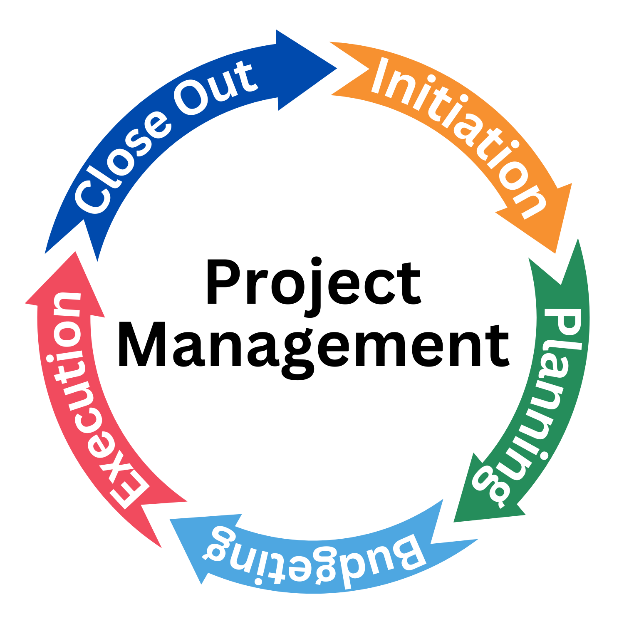 Project
Management
Initiation
Planning
Budgeting
Execution
Close Out